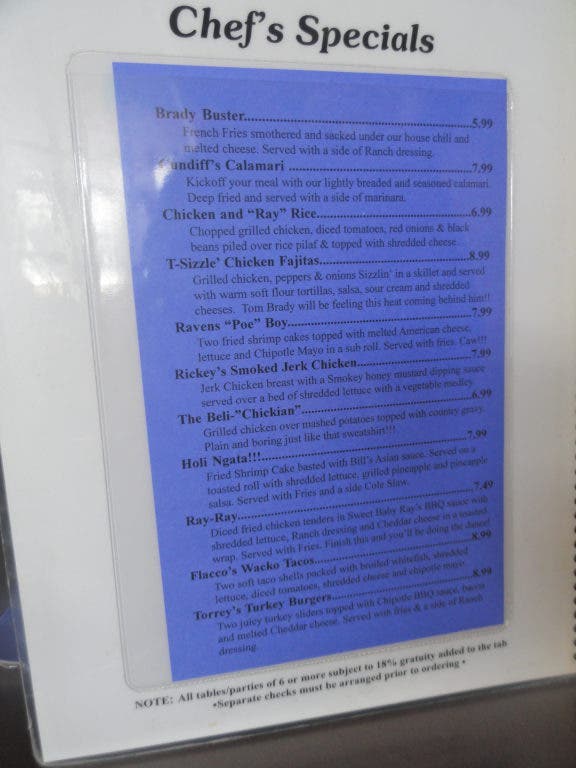 Chef's Specials
Brady Buster..........................................................5.99
French Fries smothered and sacked under our house chili and
melted cheese. Served with a side of Ranch dressing.
Cundiff's Calamari ..................................................7.99
Kickoff your meal with our lightly breaded and seasoned calamari.
Deep fried and served with a side of marinara.
Chicken and "Ray" Rice..........................................6.99
Chopped grilled chicken, diced tomatoes, red onions & black
beans piled over rice pilaf & topped with shredded cheese
T-Sizzle' Chicken Fajitas..........................................8.99
Grilled chicken, peppers & onions Sizzlin' in a skillet and served
with warm soft flour tortillas, salsa, sour cream and shredded
cheeses. Tom Brady will be feeling this heat coming behind him!!
Ravens "Poe" Boy..................................................7.99
Two fried shrimp cakes topped with melted American cheese,
lettuce and Chipotle Mayo in a sub roll. Served with fries. Caw!!!
Rickey's Smoked Jerk Chicken................................7.99
Jerk Chicken breast with a Smokey honey mustard dipping sauce
served over a bed of shredded lettuce with a vegetable medley
The Beli-"Chickian"................................................6.99
Grilled chicken over mashed potatoes topped with country gravy.
Plain and boring just like that sweatshirt!!!
Holi Ngata!!!..........................................................7.99
Fried Shrimp Cake basted with Bill's Asian sauce. Served on a
toasted roll with shredded lettuce, grilled pineapple and pineapple
salsa. Served with Fries and a side Cole Slaw.
Ray-Ray..................................................................7.49
Diced fried chicken tenders in Sweet Baby Ray's BBQ sauce with
shredded lettuce, Ranch dressing and Cheddar cheese in a toasted
wrap. Served with Fries. Finish this and you'll be doing the dance!
Flacco's Wacko Tacos..............................................8.99
Two soft taco shells packed with broiled whitefish, shredded
lettuce, diced tomatoes, shredded cheese and chipotle mayo
Torrey's Turkey Burgers..........................................8.99
Two juicy turkey sliders topped with Chipotle BBQ sauce, bacon
and melted Cheddar cheese. Served with fries & a side of Ranch
dressing.
NOTE: All tables/parties of 6 or more subject to 18% gratuity added to the tab
•Separate checks must be arranged prior to ordering •